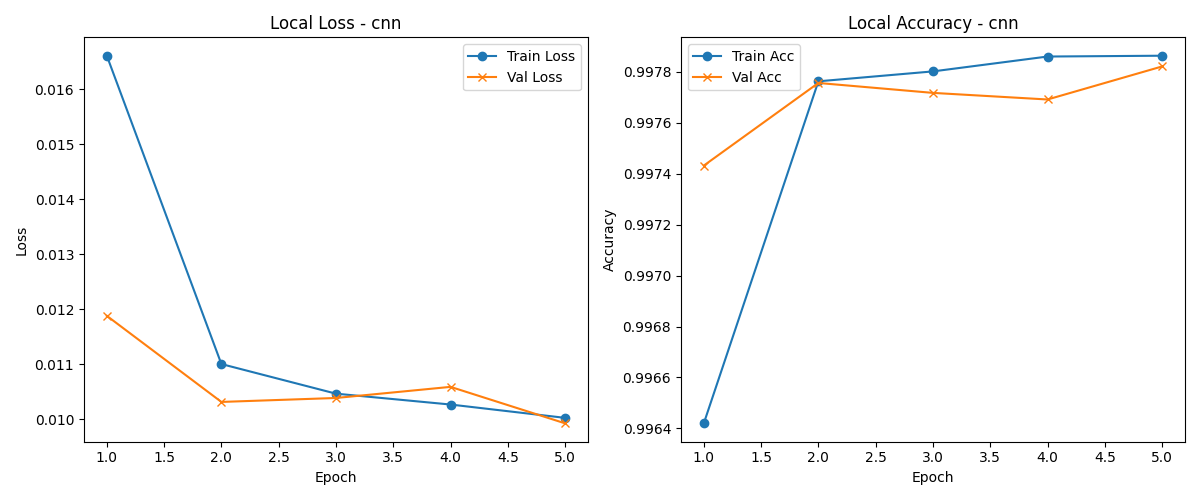 Local Loss - cnn
Train Loss
Val Loss
0.016
0.015
0.014
0.013
0.012
0.011
0.010
Loss
1.0 1.5 2.0 2.5 3.0 3.5 4.0 4.5 5.0
Epoch
Local Accuracy - cnn
Train Acc
Val Acc
0.9978
0.9976
0.9974
0.9972
0.9970
0.9968
0.9966
0.9964
Accuracy
1.0 1.5 2.0 2.5 3.0 3.5 4.0 4.5 5.0
Epoch